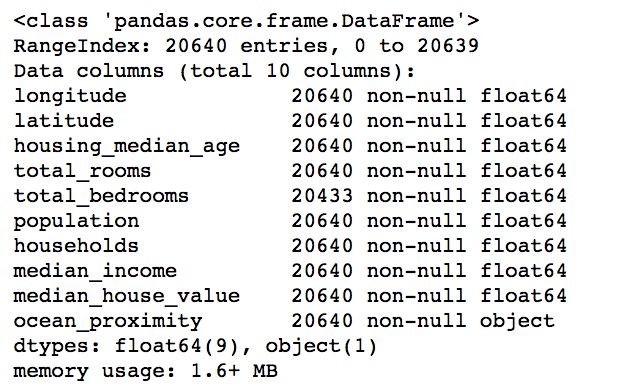 <class 'pandas.core.frame.DataFrame'>
RangeIndex: 20640 entries, 0 to 20639
Data columns (total 10 columns):
longitude             20640 non-null float64
latitude              20640 non-null float64
housing_median_age    20640 non-null float64
total_rooms           20640 non-null float64
total_bedrooms        20433 non-null float64
population            20640 non-null float64
households            20640 non-null float64
median_income         20640 non-null float64
median_house_value    20640 non-null float64
ocean_proximity       20640 non-null object
dtypes: float64(9), object(1)
memory usage: 1.6+ MB